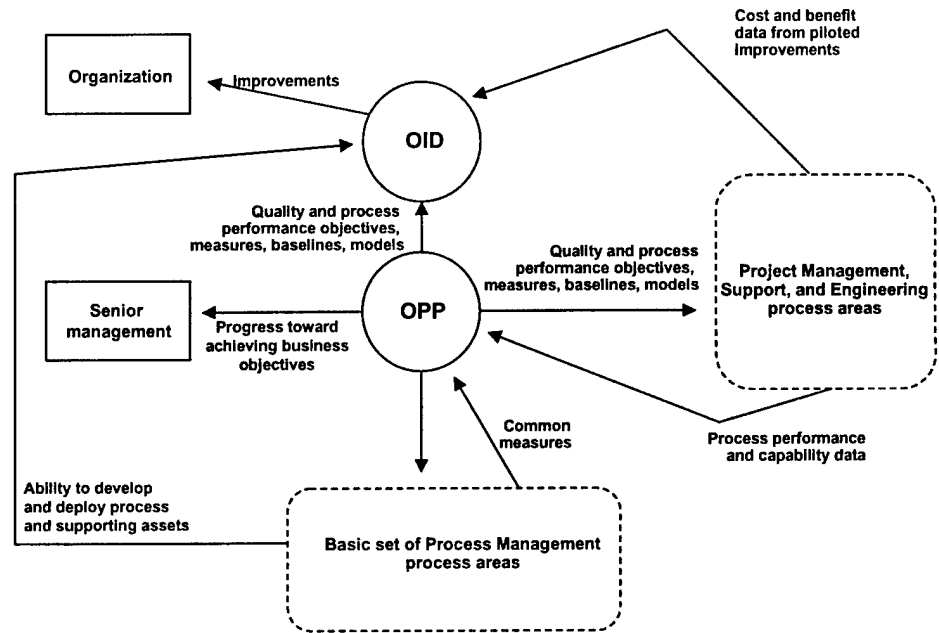 Cost and benefit
data from piloted
improvements
Organization
Improvements
OID
Quality and process
performance objectives,
measures, baselines, models
Quality and process
performance objectives,
measures, baselines, models
Project Management,
Support, and Engineering
process areas
Senior
management
OPP
Progress toward
achieving business
objectives
Common
measures
Process performance
and capability data
Ability to develop
and deploy process
and supporting assets
Basic set of Process Management
process areas